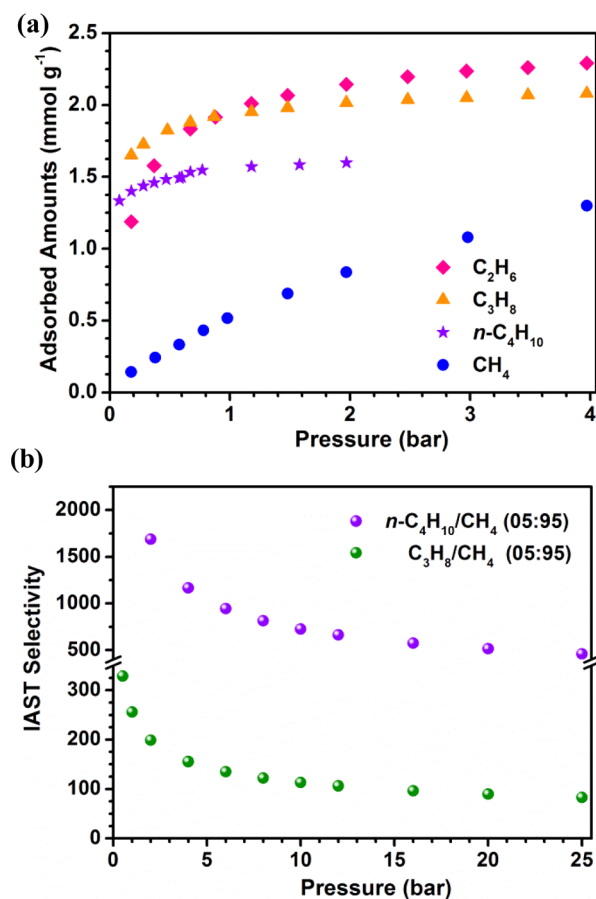 (a)
2.5
2.0
1.5
1.0
0.5
0.0
Adsorbed Amounts (mmol g⁻¹)
C₂H₆
C₃H₈
n-C₄H₁₀
CH₄
0 1 2 3 4
Pressure (bar)
(b)
2000
1500
1000
500
300
200
100
0
IAST Selectivity
n-C₄H₁₀/CH₄ (05:95)
C₃H₈/CH₄ (05:95)
0 5 10 15 20 25
Pressure (bar)